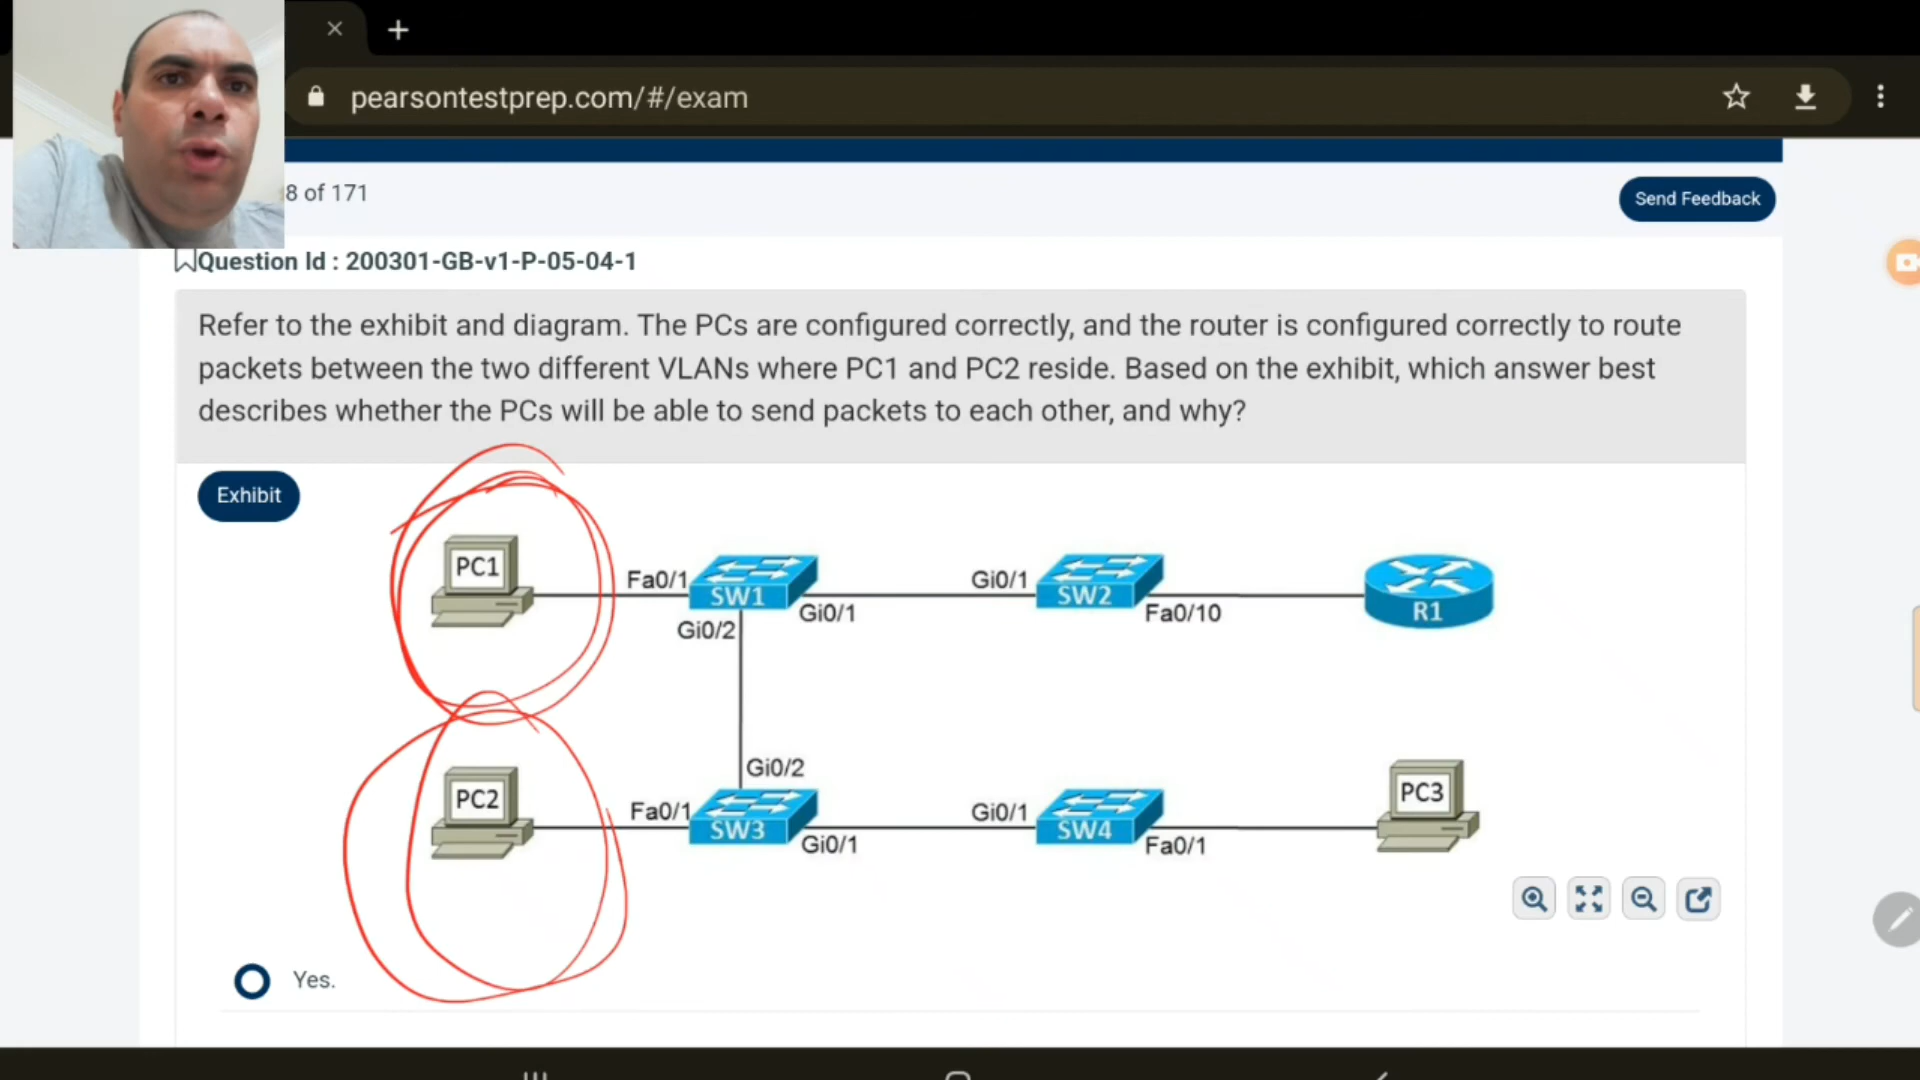 pearsontestprep.com/#/exam
8 of 171
Send Feedback
Question Id : 200301-GB-v1-P-05-04-1
Refer to the exhibit and diagram. The PCs are configured correctly, and the router is configured correctly to route
packets between the two different VLANs where PC1 and PC2 reside. Based on the exhibit, which answer best
describes whether the PCs will be able to send packets to each other, and why?
Exhibit
PC1
Fa0/1
SW1
Gi0/1
Gi0/1
SW2
Fa0/10
R1
Gi0/2
Gi0/2
PC2
Fa0/1
SW3
Gi0/1
Gi0/1
SW4
Fa0/1
PC3
Yes.